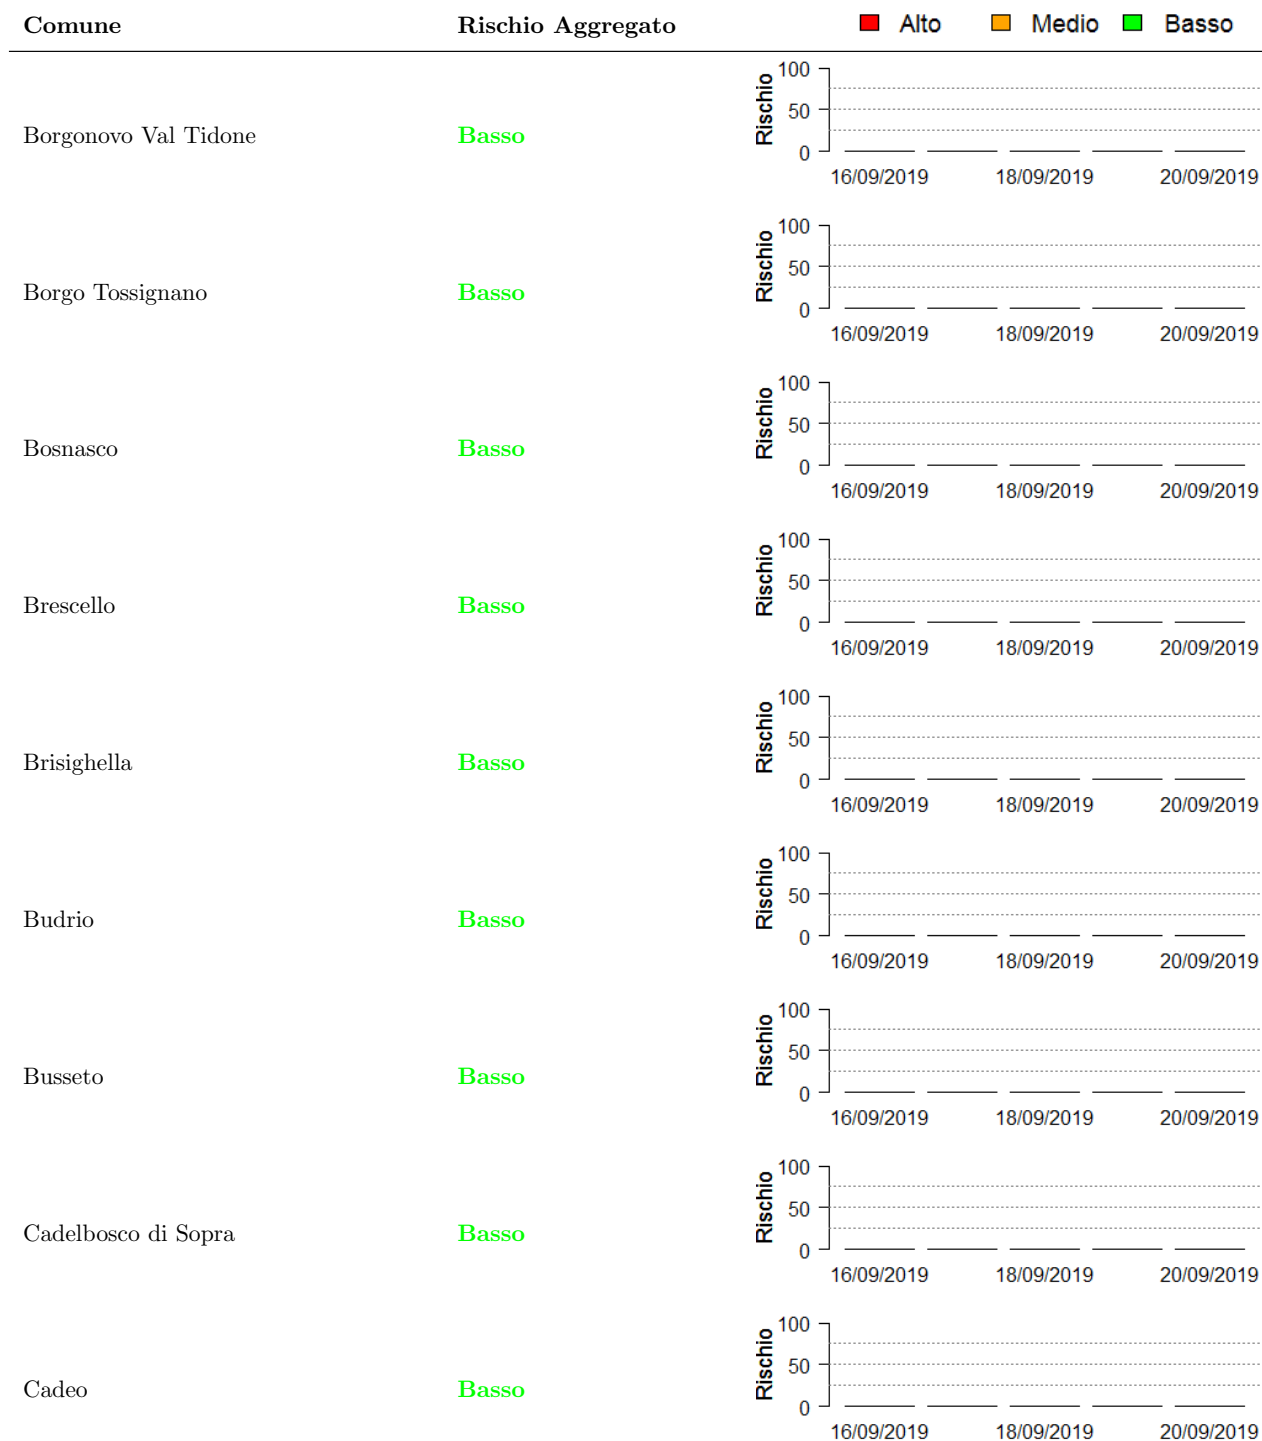 Comune Rischio Aggregato Alto Medio Basso
Borgonovo Val Tidone Basso
Rischio
100
50
0
16/09/2019 18/09/2019 20/09/2019
Borgo Tossignano Basso
Rischio
100
50
0
16/09/2019 18/09/2019 20/09/2019
Bosnasco Basso
Rischio
100
50
0
16/09/2019 18/09/2019 20/09/2019
Brescello Basso
Rischio
100
50
0
16/09/2019 18/09/2019 20/09/2019
Brisighella Basso
Rischio
100
50
0
16/09/2019 18/09/2019 20/09/2019
Budrio Basso
Rischio
100
50
0
16/09/2019 18/09/2019 20/09/2019
Busseto Basso
Rischio
100
50
0
16/09/2019 18/09/2019 20/09/2019
Cadelbosco di Sopra Basso
Rischio
100
50
0
16/09/2019 18/09/2019 20/09/2019
Cadeo Basso
Rischio
100
50
0
16/09/2019 18/09/2019 20/09/2019